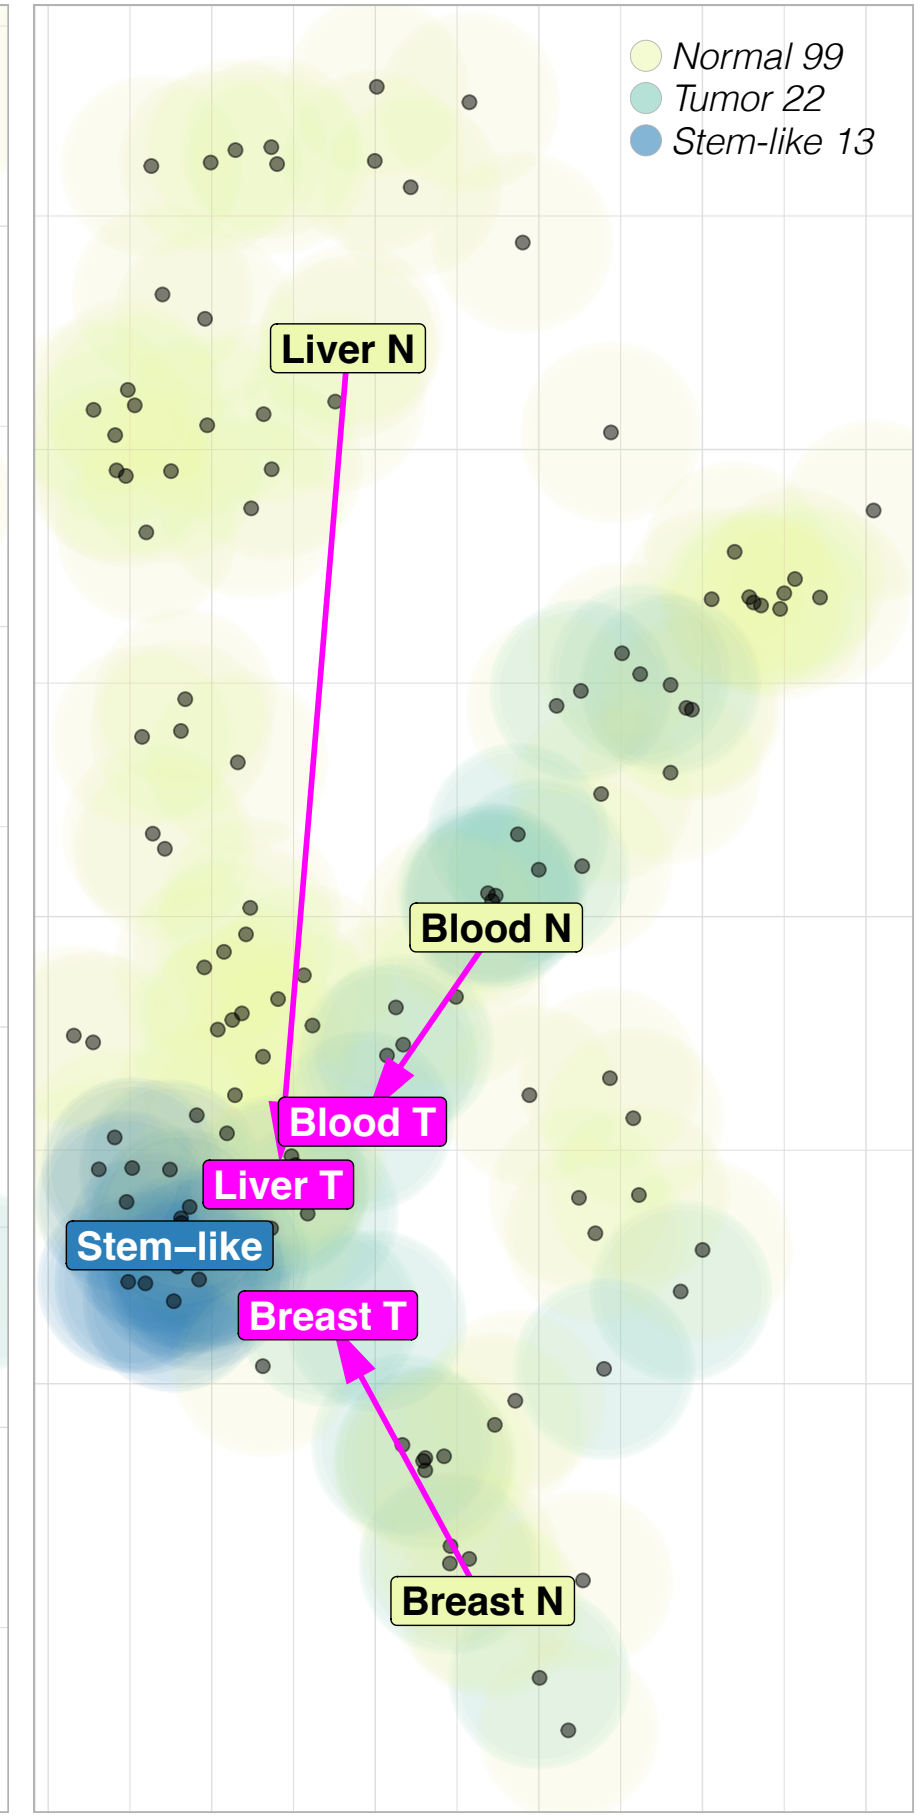 Normal 99
Tumor 22
Stem-like 13
Liver N
Blood N
Blood T
Liver T
Stem–like
Breast T
Breast N